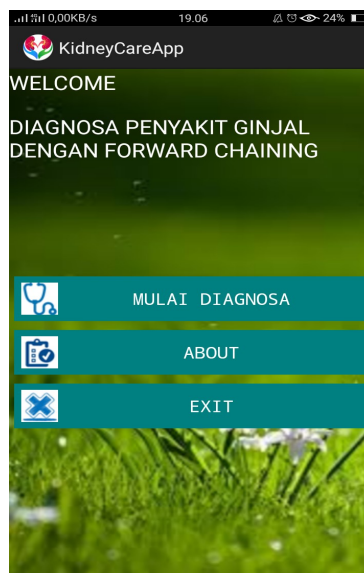 0,00KB/s 19.06 24%
KidneyCareApp
WELCOME
DIAGNOSA PENYAKIT GINJAL
DENGAN FORWARD CHAINING
MULAI DIAGNOSA
ABOUT
EXIT